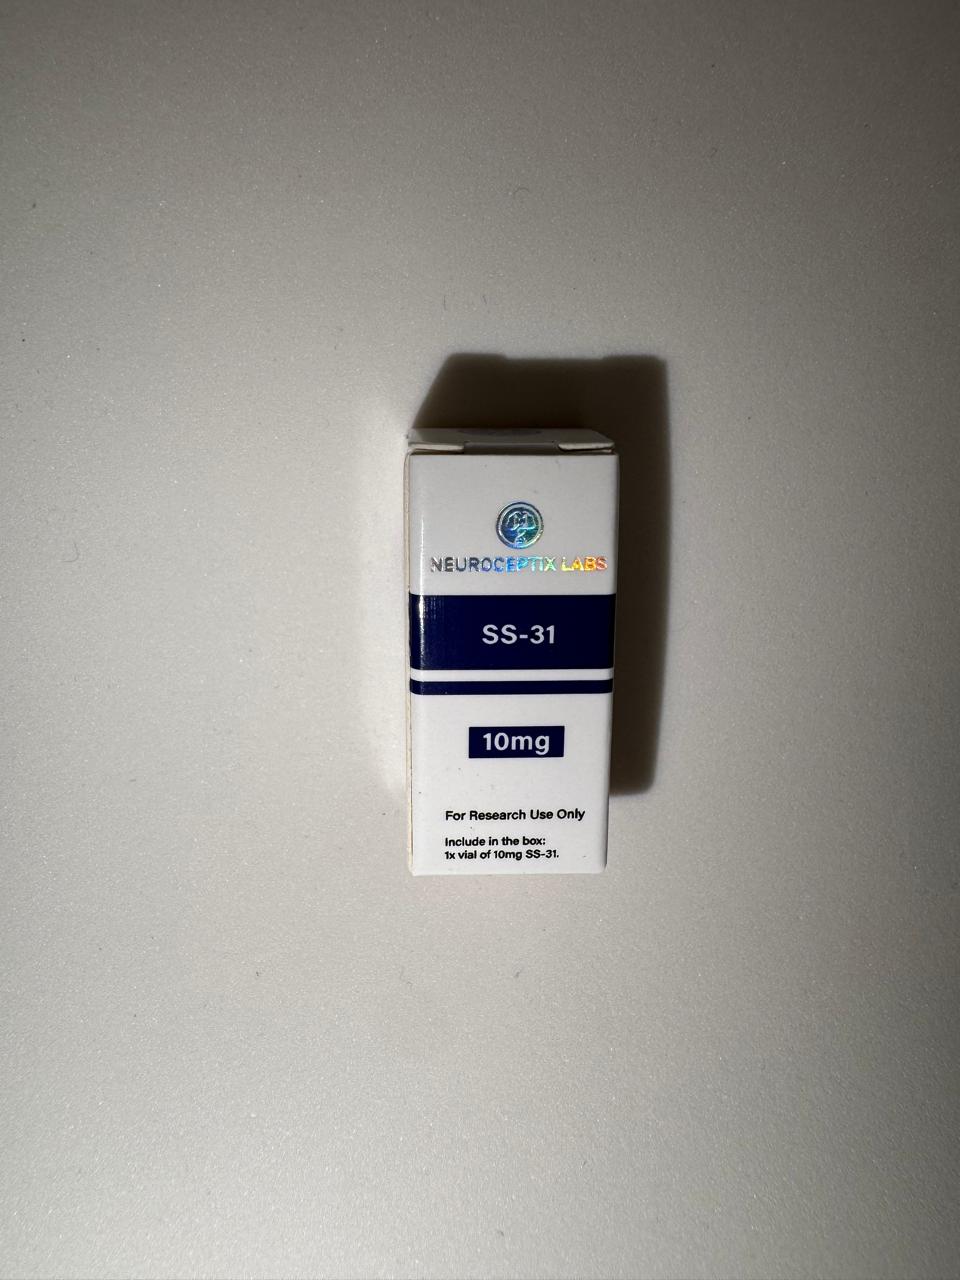 NEUROCEPTIX LABS
SS-31
10mg
For Research Use Only
Include in the box:
1x vial of 10mg SS-31.